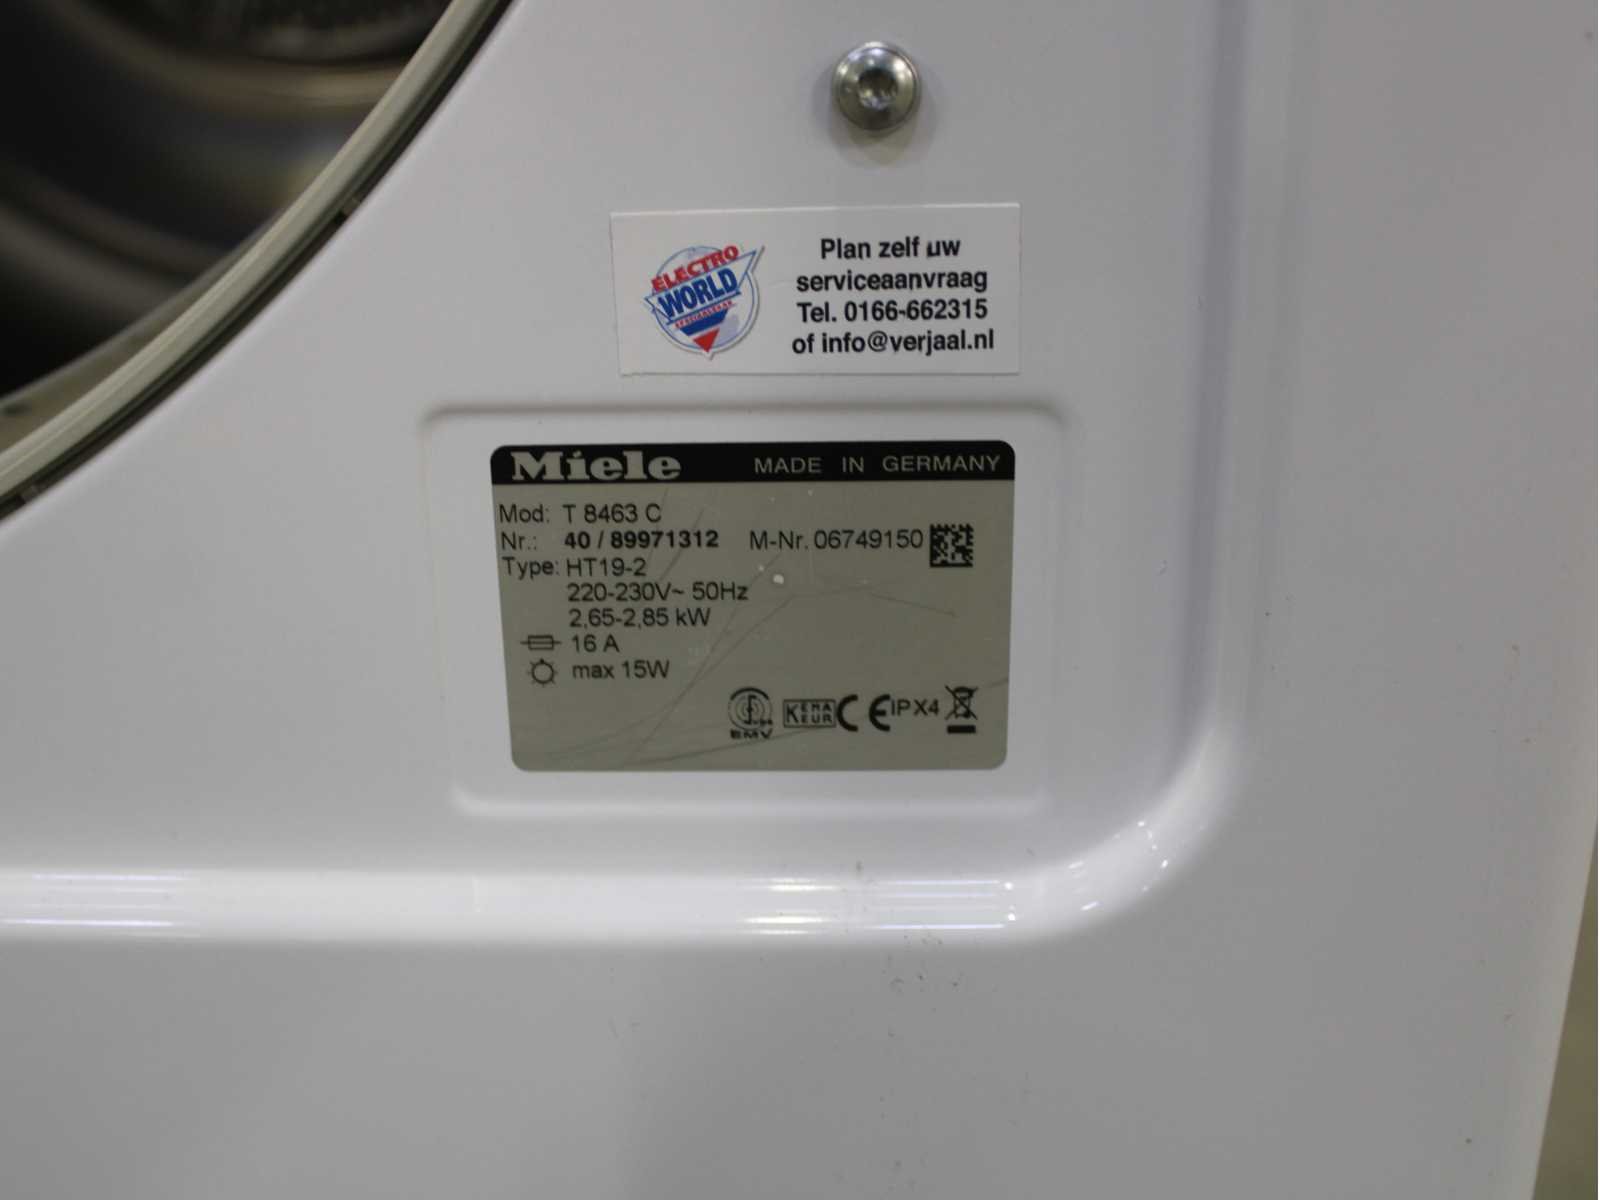 ELECTRO
WORLD
SPECIALZAAK
Plan zelf uw
serviceaanvraag
Tel. 0166-662315
of info@verjaal.nl
Miele MADE IN GERMANY
Mod: T 8463 C
Nr.: 40 / 89971312 M-Nr. 06749150
Type: HT19-2
220-230V~ 50Hz
2,65-2,85 kW
16 A
max 15W
KEMA KEUR CE IPX4
EMV